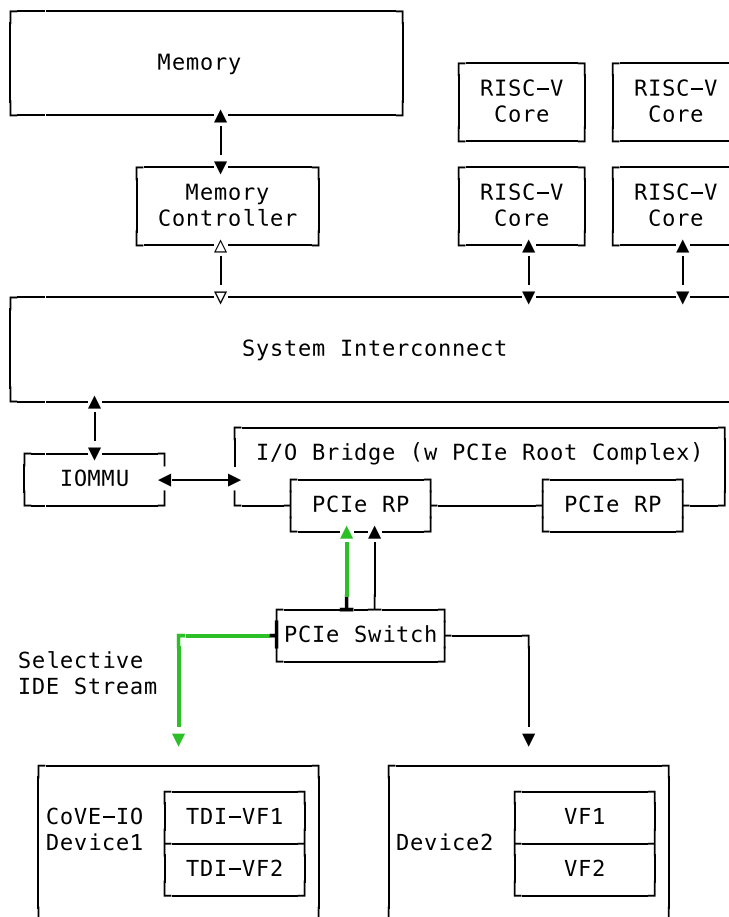 Memory
RISC-V
Core
RISC-V
Core
Memory
Controller
RISC-V
Core
RISC-V
Core
System Interconnect
I/O Bridge (w PCIe Root Complex)
IOMMU
PCIe RP
PCIe RP
PCIe Switch
Selective
IDE Stream
CoVE-IO
Device1
TDI-VF1
TDI-VF2
Device2
VF1
VF2